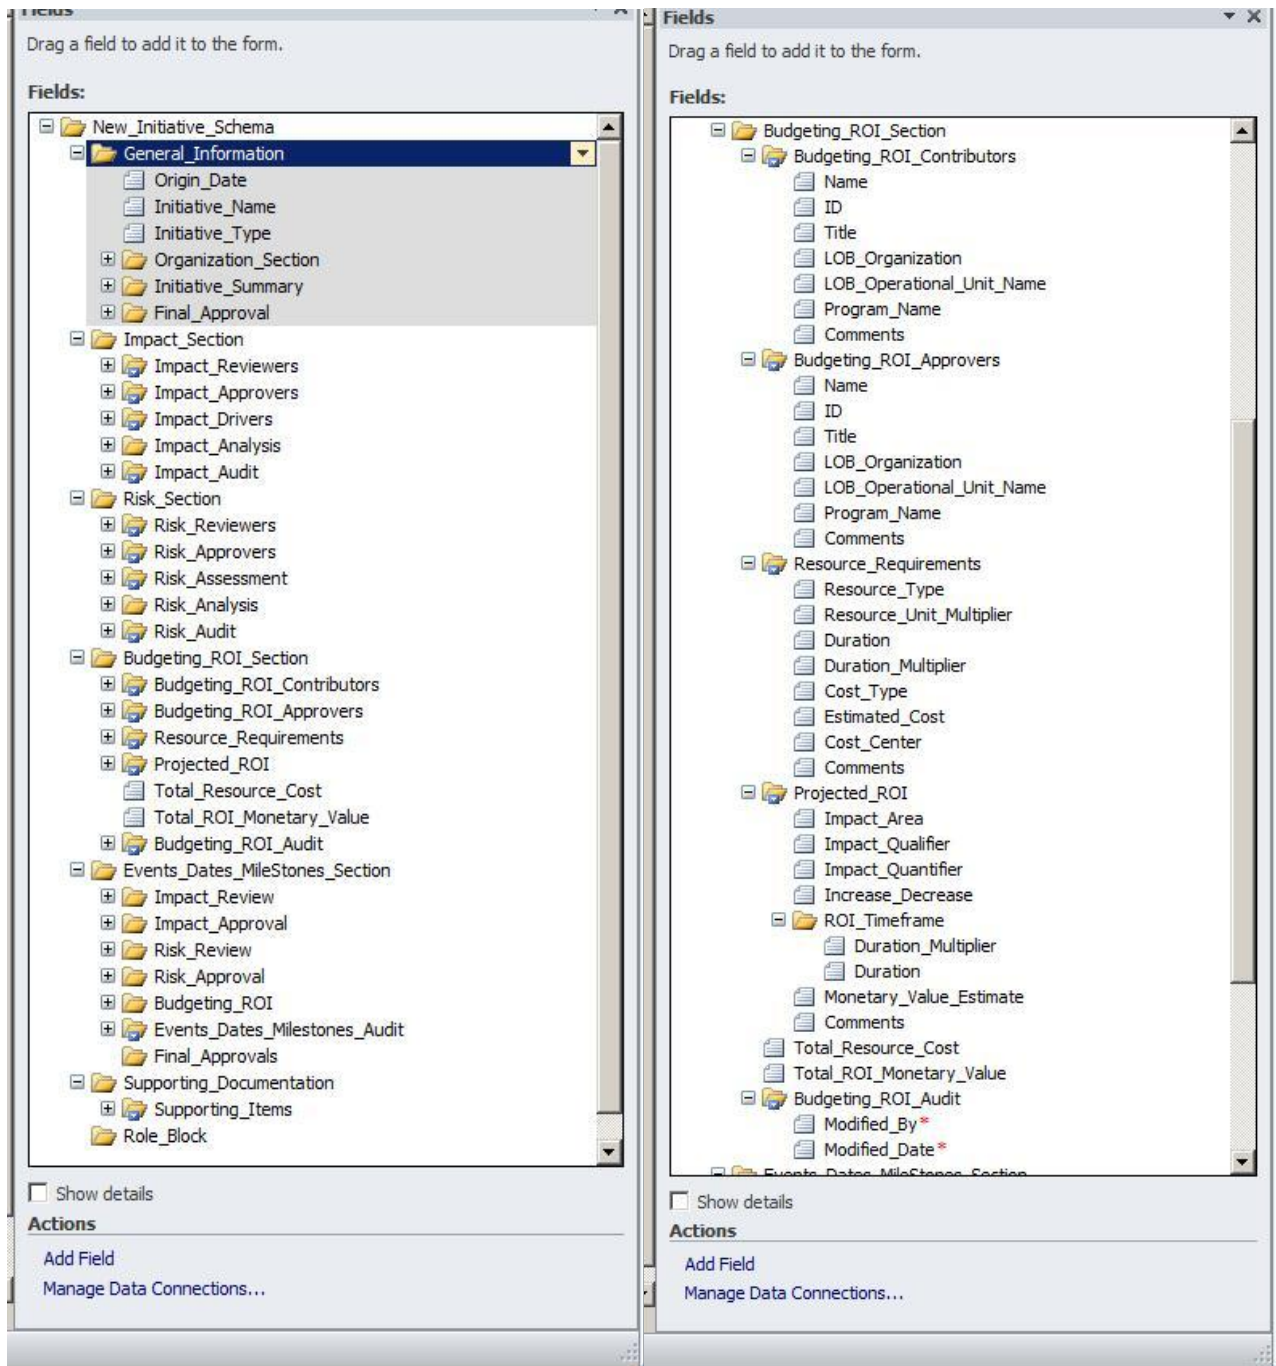 Fields
Drag a field to add it to the form.
Fields:
New_Initiative_Schema
General_Information
Origin_Date
Initiative_Name
Initiative_Type
Organization_Section
Initiative_Summary
Final_Approval
Impact_Section
Impact_Reviewers
Impact_Approvers
Impact_Drivers
Impact_Analysis
Impact_Audit
Risk_Section
Risk_Reviewers
Risk_Approvers
Risk_Assessment
Risk_Analysis
Risk_Audit
Budgeting_ROI_Section
Budgeting_ROI_Contributors
Budgeting_ROI_Approvers
Resource_Requirements
Projected_ROI
Total_Resource_Cost
Total_ROI_Monetary_Value
Budgeting_ROI_Audit
Events_Dates_MileStones_Section
Impact_Review
Impact_Approval
Risk_Review
Risk_Approval
Budgeting_ROI
Events_Dates_Milestones_Audit
Final_Approvals
Supporting_Documentation
Supporting_Items
Role_Block
Show details
Actions
Add Field
Manage Data Connections...
Fields
Drag a field to add it to the form.
Fields:
Budgeting_ROI_Section
Budgeting_ROI_Contributors
Name
ID
Title
LOB_Organization
LOB_Operational_Unit_Name
Program_Name
Comments
Budgeting_ROI_Approvers
Name
ID
Title
LOB_Organization
LOB_Operational_Unit_Name
Program_Name
Comments
Resource_Requirements
Resource_Type
Resource_Unit_Multiplier
Duration
Duration_Multiplier
Cost_Type
Estimated_Cost
Cost_Center
Comments
Projected_ROI
Impact_Area
Impact_Qualifier
Impact_Quantifier
Increase_Decrease
ROI_Timeframe
Duration_Multiplier
Duration
Monetary_Value_Estimate
Comments
Total_Resource_Cost
Total_ROI_Monetary_Value
Budgeting_ROI_Audit
Modified_By*
Modified_Date*
Events_Dates_MileStones_Section
Show details
Actions
Add Field
Manage Data Connections...